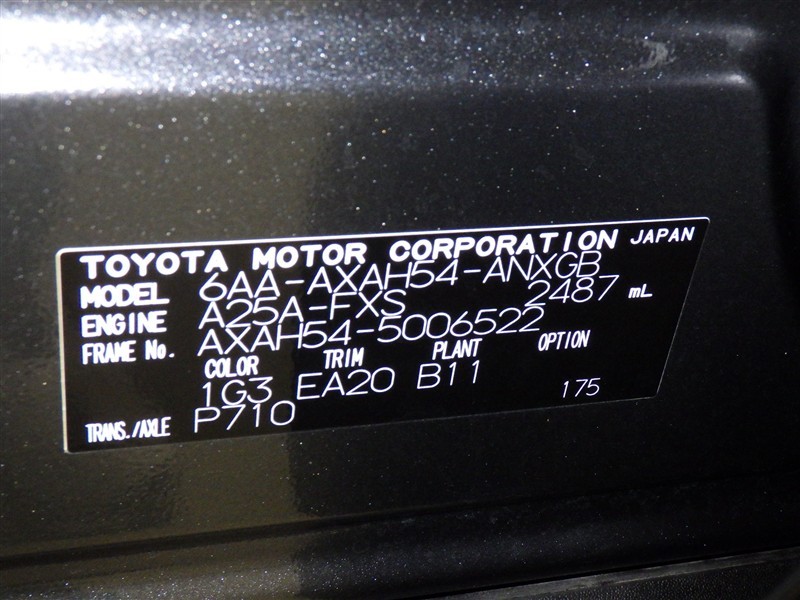 TOYOTA MOTOR CORPORATION JAPAN
MODEL 6AA-AXAH54-ANXGB
ENGINE A25A-FXS 2487 mL
FRAME No. AXAH54-5006522
COLOR TRIM PLANT OPTION
1G3 EA20 B11 175
TRANS./AXLE P710